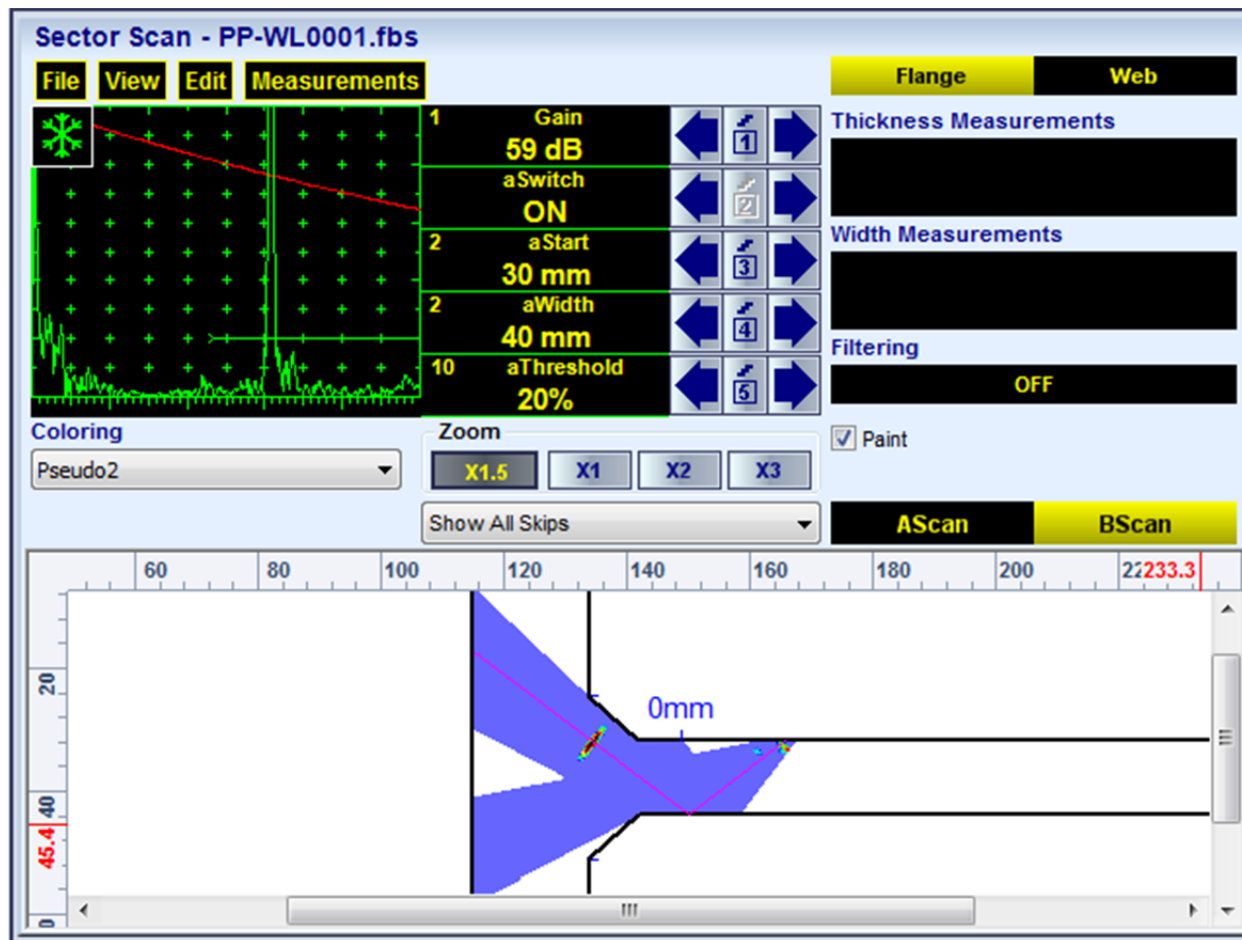 Sector Scan - PP-WL0001.fbs
File View Edit Measurements
Flange Web
1 Gain
59 dB
1
aSwitch
ON
2
2 aStart
30 mm
3
2 aWidth
40 mm
4
10 aThreshold
20%
5
Thickness Measurements
Width Measurements
Filtering
OFF
Paint
Coloring
Pseudo2
Zoom
X1.5 X1 X2 X3
Show All Skips
AScan BScan
60 80 100 120 140 160 180 200 22 233.3
20
40
45.4
0mm